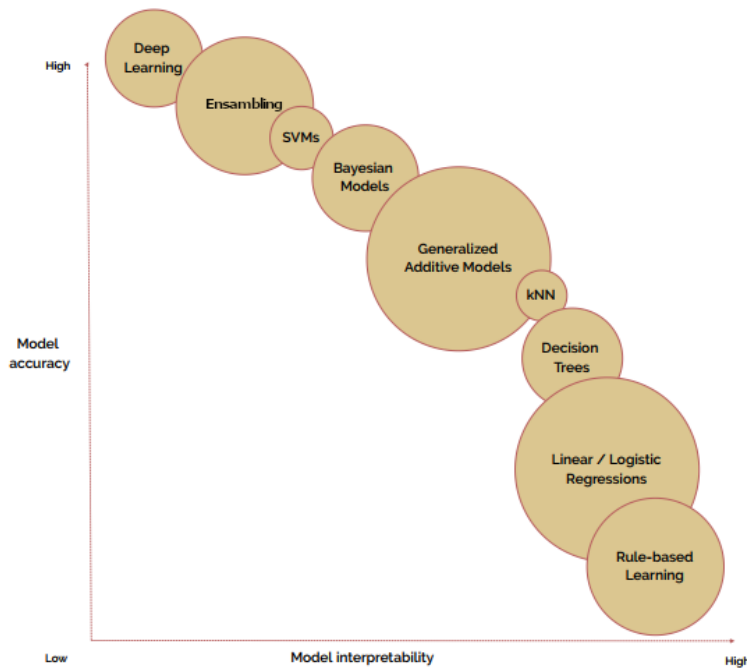 Deep
Learning
High
Ensambling
SVMs
Bayesian
Models
Generalized
Additive Models
kNN
Model
accuracy
Decision
Trees
Linear / Logistic
Regressions
Rule-based
Learning
Low
Model interpretability
High